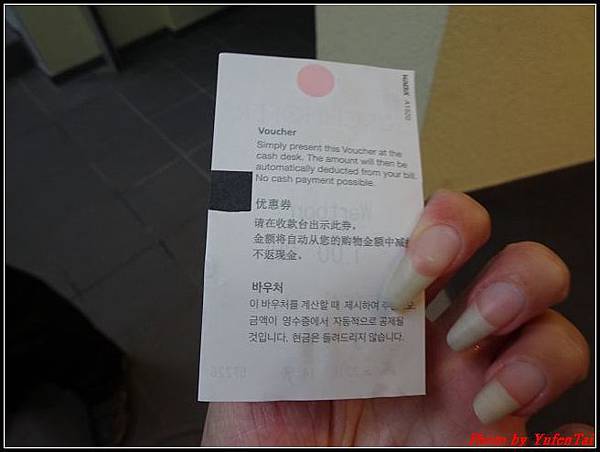 Voucher
Simply present this Voucher at the
cash desk. The amount will then be
automatically deducted from your bill.
No cash payment possible.
优惠券
请在收款台出示此券。
金额将自动从您的购物金额中减
不返现金。
바우처
이 바우처를 계산할 때 제시하여
금액이 영수증에서 자동적으로 공제될
것입니다. 현금은 돌려드리지 않습니다.
A1920
Photo by YufenTai